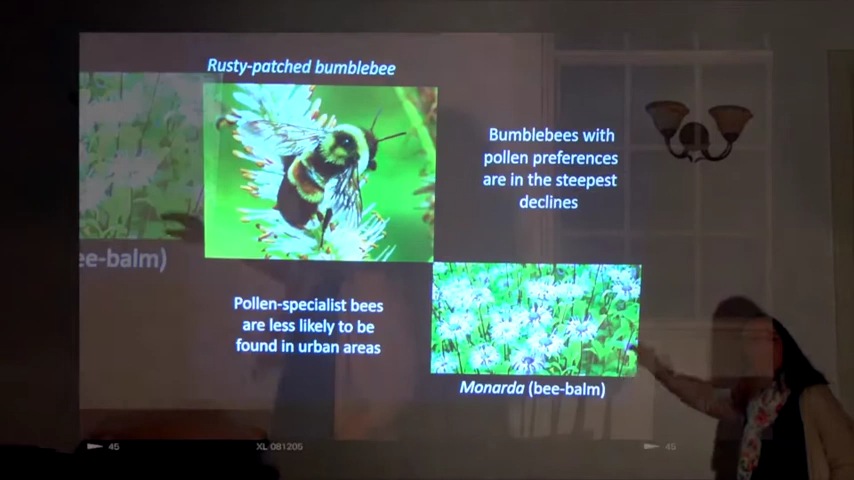 Rusty-patched bumblebee
Bumblebees with
pollen preferences
are in the steepest
declines
ee-balm)
Pollen-specialist bees
are less likely to be
found in urban areas
Monarda (bee-balm)
45
XL 081205
45